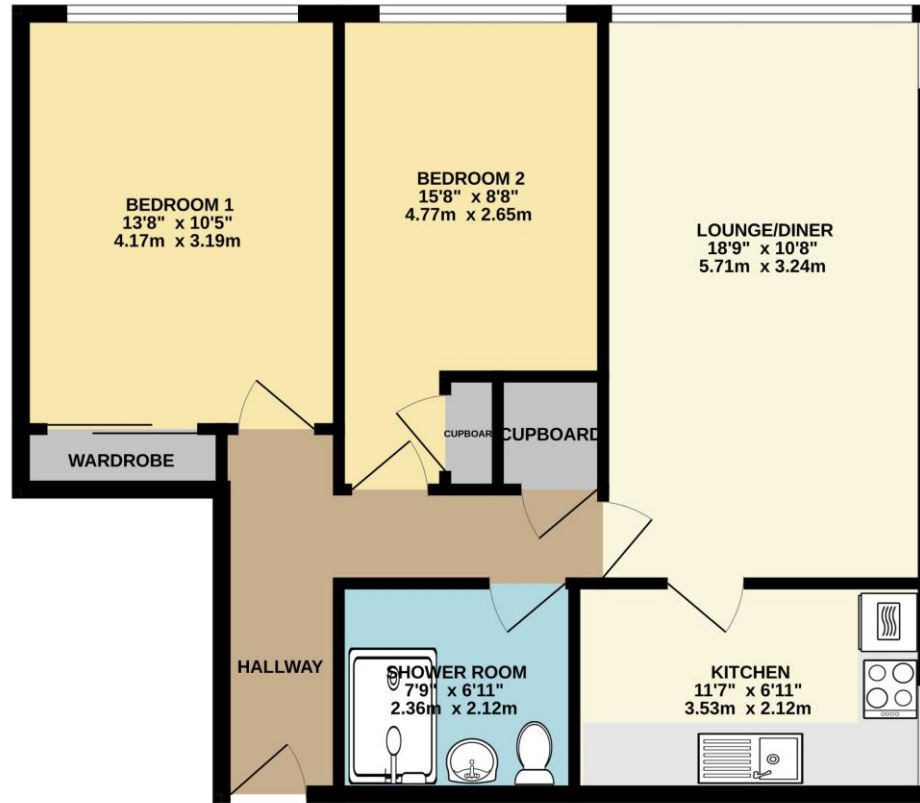 BEDROOM 1
13'8" x 10'5"
4.17m x 3.19m
BEDROOM 2
15'8" x 8'8"
4.77m x 2.65m
LOUNGE/DINER
18'9" x 10'8"
5.71m x 3.24m
WARDROBE
CUPBOARD
CUPBOARD
HALLWAY
SHOWER ROOM
7'9" x 6'11"
2.36m x 2.12m
KITCHEN
11'7" x 6'11"
3.53m x 2.12m